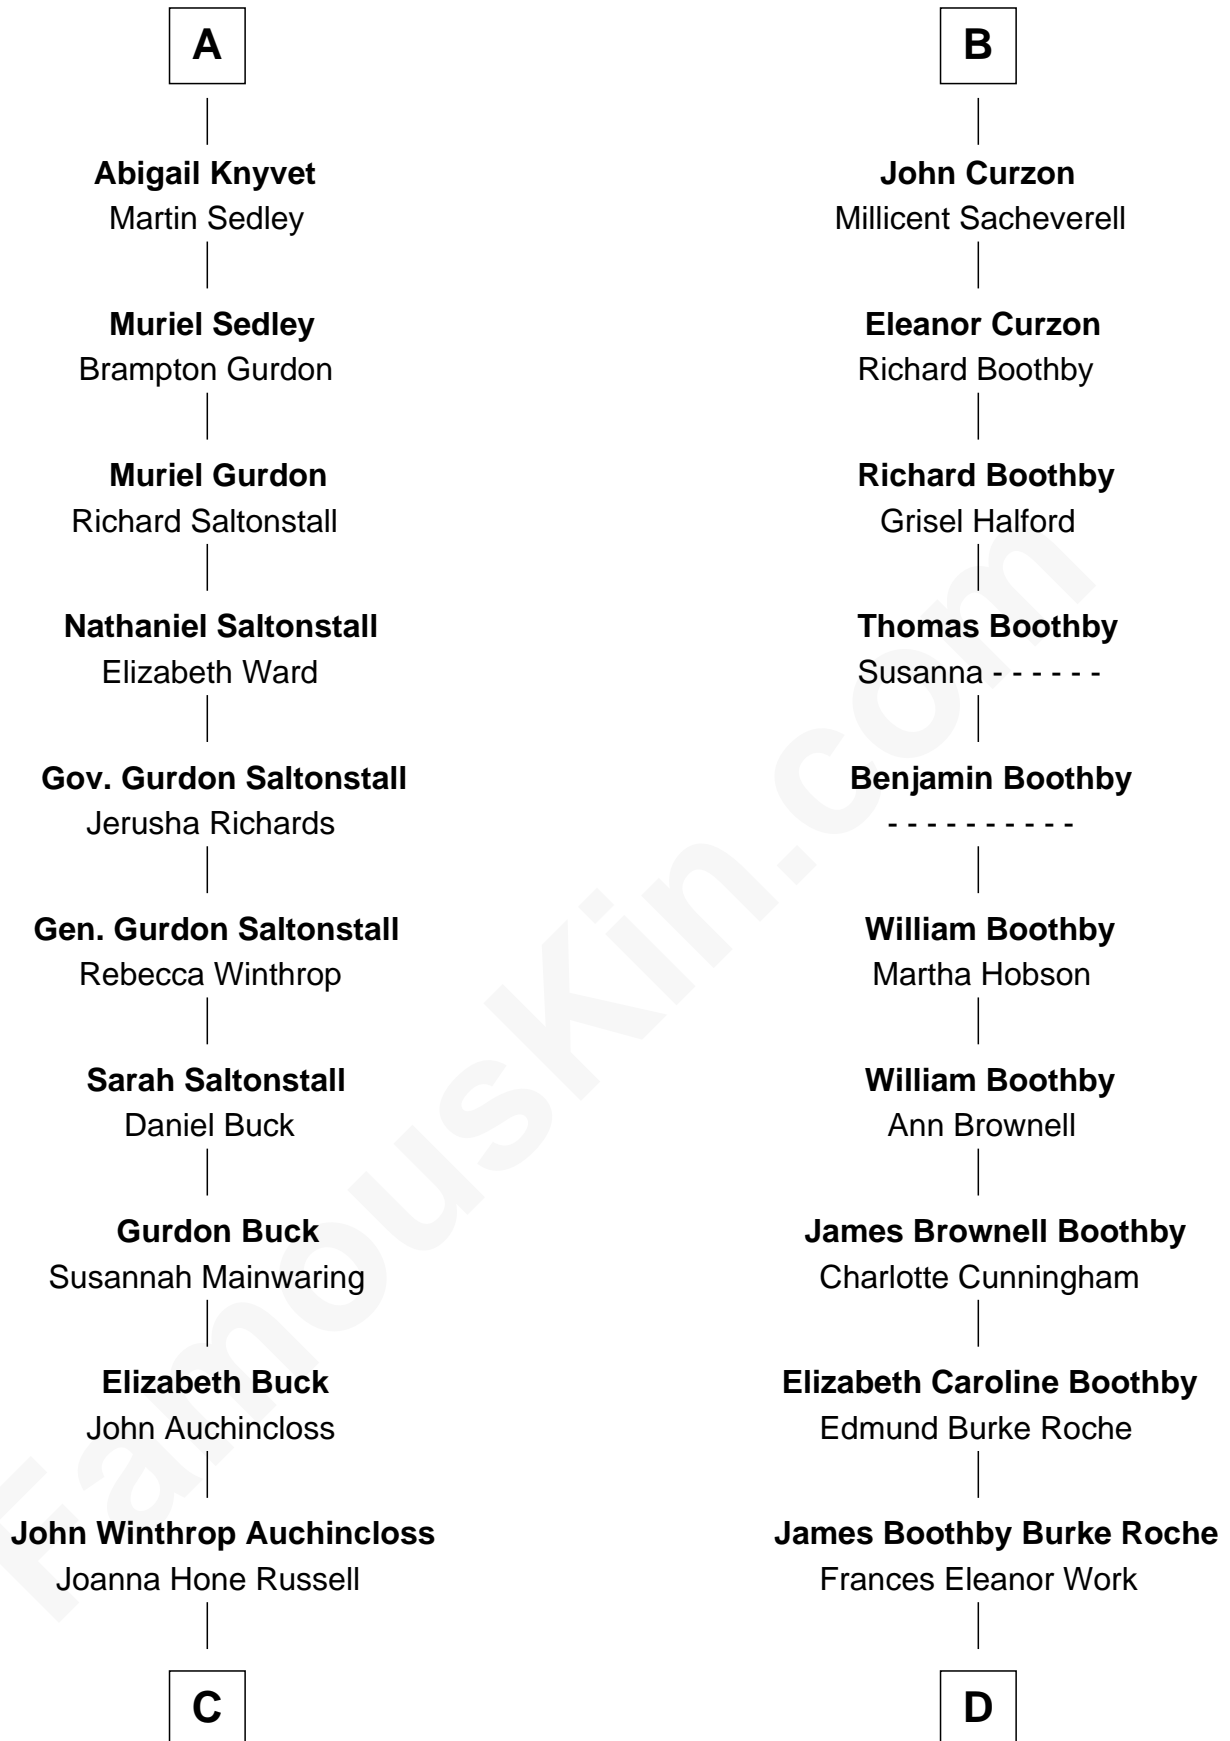 A
Abigail Knyvet
Martin Sedley
Muriel Sedley
Brampton Gurdon
Muriel Gurdon
Richard Saltonstall
Nathaniel Saltonstall
Elizabeth Ward
Gov. Gurdon Saltonstall
Jerusha Richards
Gen. Gurdon Saltonstall
Rebecca Winthrop
Sarah Saltonstall
Daniel Buck
Gurdon Buck
Susannah Mainwaring
Elizabeth Buck
John Auchincloss
John Winthrop Auchincloss
Joanna Hone Russell
C
B
John Curzon
Millicent Sacheverell
Eleanor Curzon
Richard Boothby
Richard Boothby
Grisel Halford
Thomas Boothby
Susanna - - - - - -
Benjamin Boothby
- - - - - - - - - -
William Boothby
Martha Hobson
William Boothby
Ann Brownell
James Brownell Boothby
Charlotte Cunningham
Elizabeth Caroline Boothby
Edmund Burke Roche
James Boothby Burke Roche
Frances Eleanor Work
D
FamousKin.com